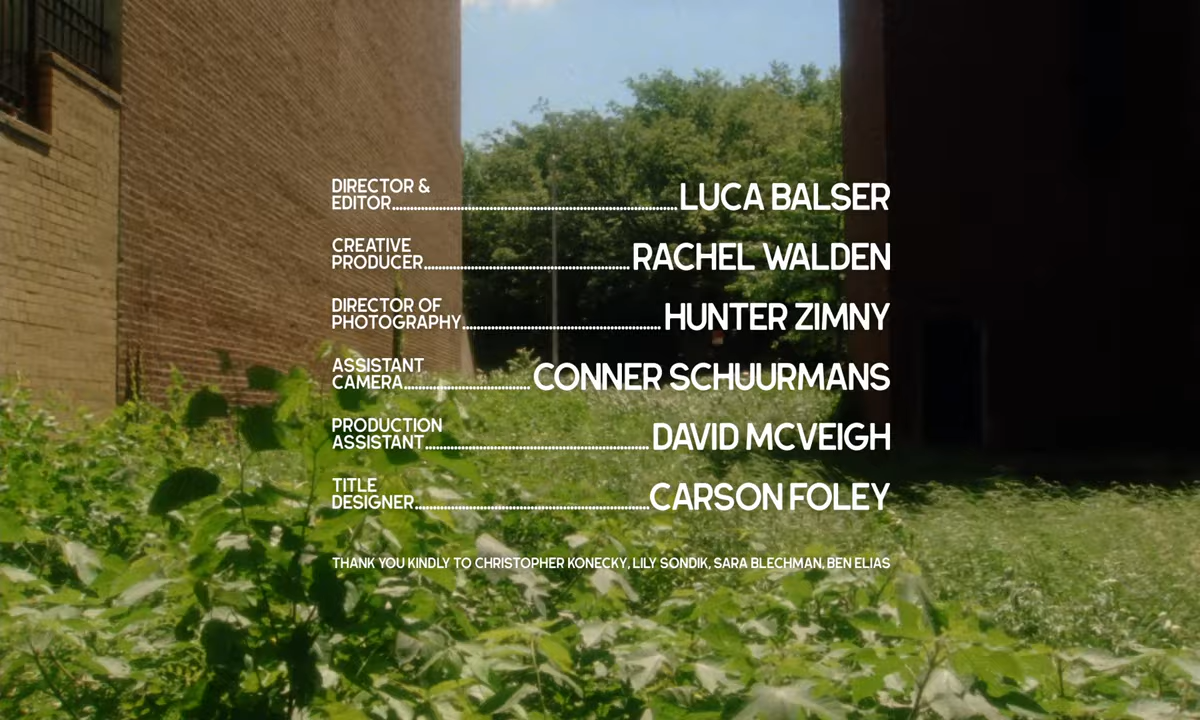 DIRECTOR &
EDITOR LUCA BALSER
CREATIVE
PRODUCER RACHEL WALDEN
DIRECTOR OF
PHOTOGRAPHY HUNTER ZIMNY
ASSISTANT
CAMERA CONNER SCHUURMANS
PRODUCTION
ASSISTANT DAVID MCVEIGH
TITLE
DESIGNER CARSON FOLEY
THANK YOU KINDLY TO CHRISTOPHER KONECKY, LILY SONDIK, SARA BLECHMAN, BEN ELIAS